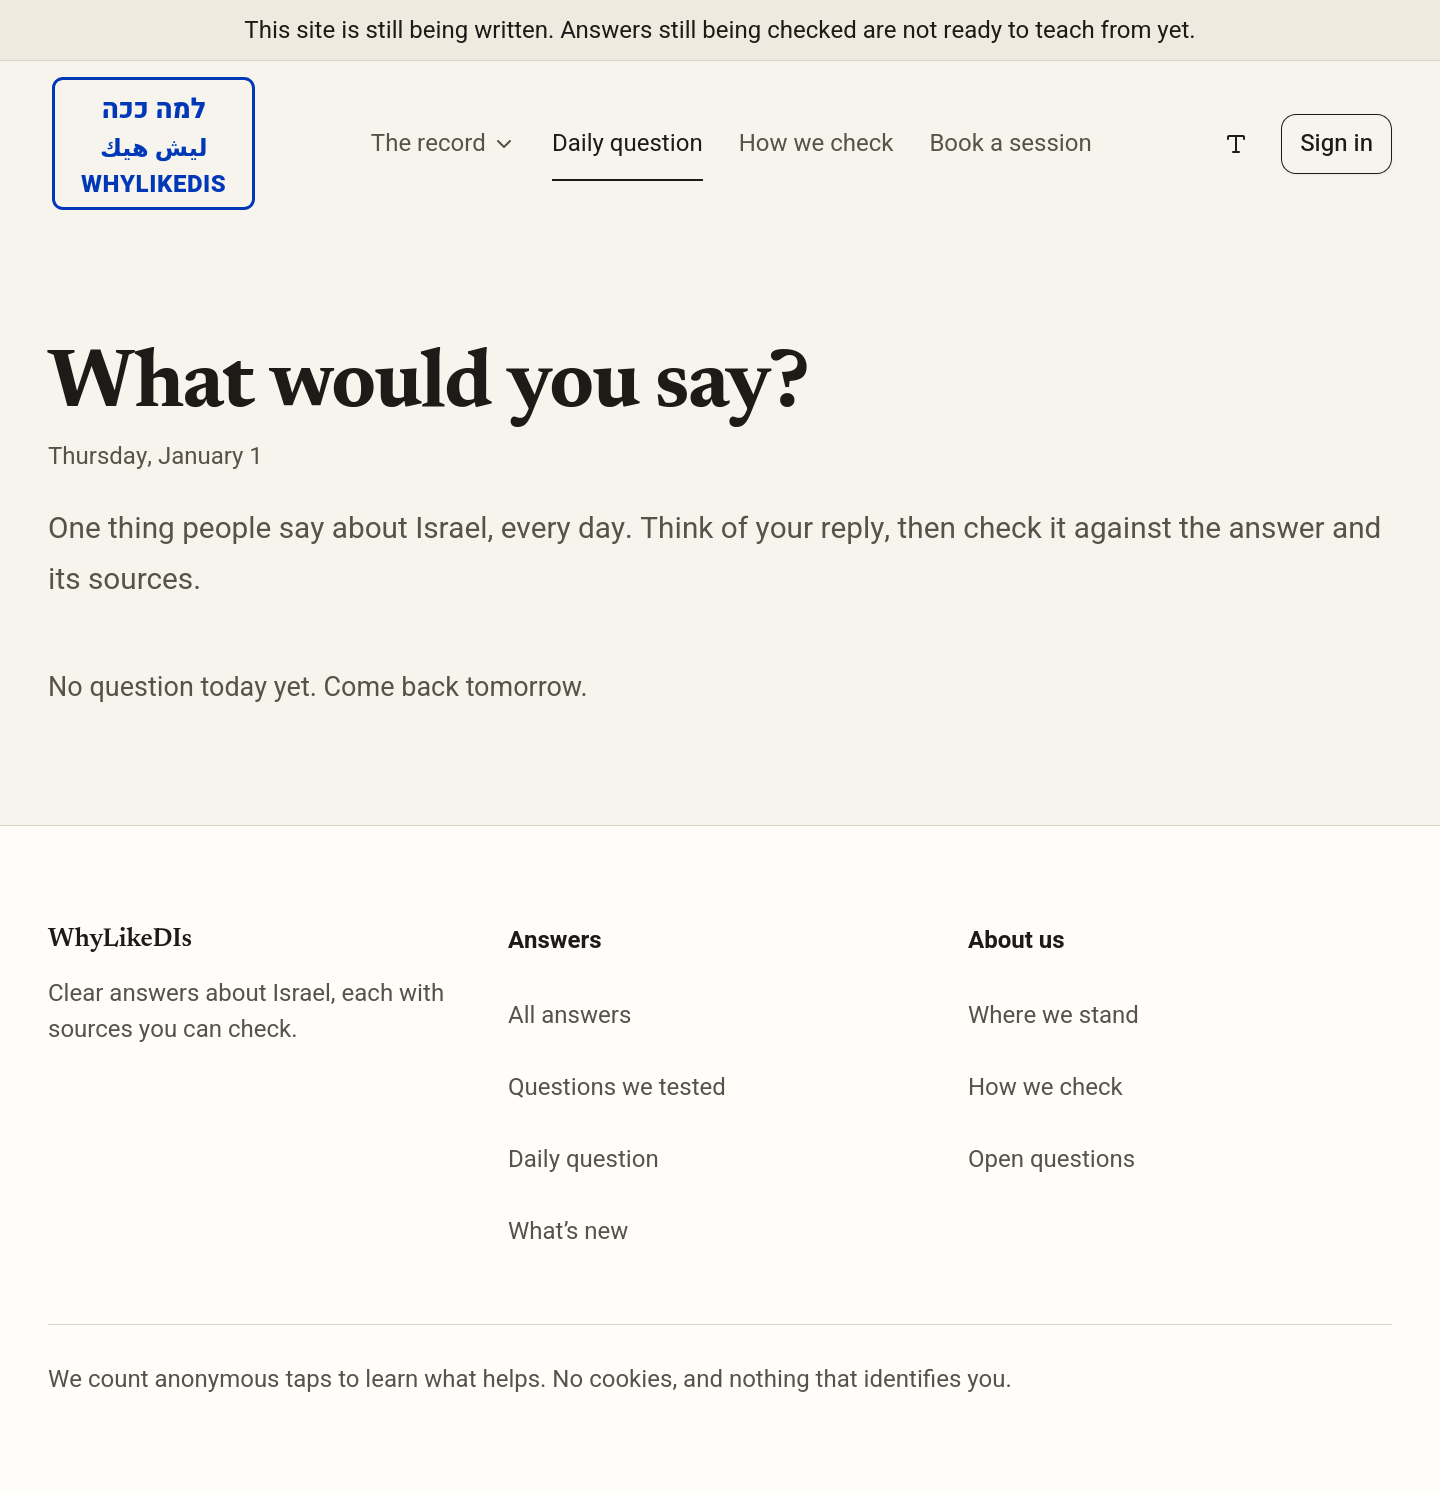 This site is still being written. Answers still being checked are not ready to teach from yet.
למה ככה
ليش هيك
WHYLIKEDIS
The record
Daily question
How we check
Book a session
Sign in
What would you say?
Thursday, January 1
One thing people say about Israel, every day. Think of your reply, then check it against the answer and
its sources.
No question today yet. Come back tomorrow.
WhyLikeDIs
Clear answers about Israel, each with
sources you can check.
Answers
All answers
Questions we tested
Daily question
What’s new
About us
Where we stand
How we check
Open questions
We count anonymous taps to learn what helps. No cookies, and nothing that identifies you.